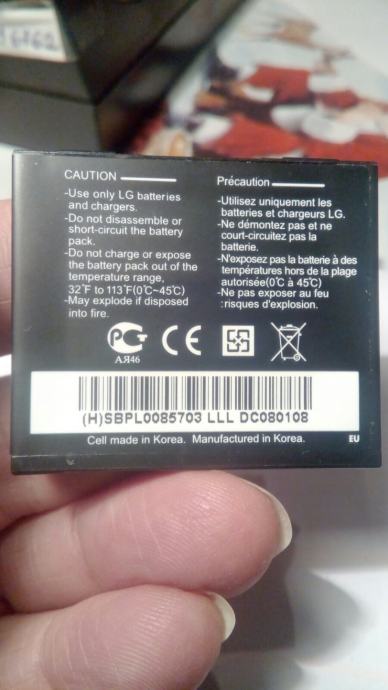 6162
CAUTION
-Use only LG batteries
and chargers.
-Do not disassemble or
short-circuit the battery
pack.
-Do not charge or expose
the battery pack out of the
temperature range,
32˚F to 113˚F(0˚C~45˚C)
-May explode if disposed
into fire.
Précaution
-Utilisez uniquement les
batteries et chargeurs LG.
-Ne démontez pas et ne
court-circuitez pas la
batterie.
-N'exposez pas la batterie à des
températures hors de la plage
autorisée(0˚C à 45˚C)
-Ne pas exposer au feu
:risques d'explosion.
АЯ46
CE
(H)SBPL0085703 LLL DC080108
Cell made in Korea. Manufactured in Korea.
EU